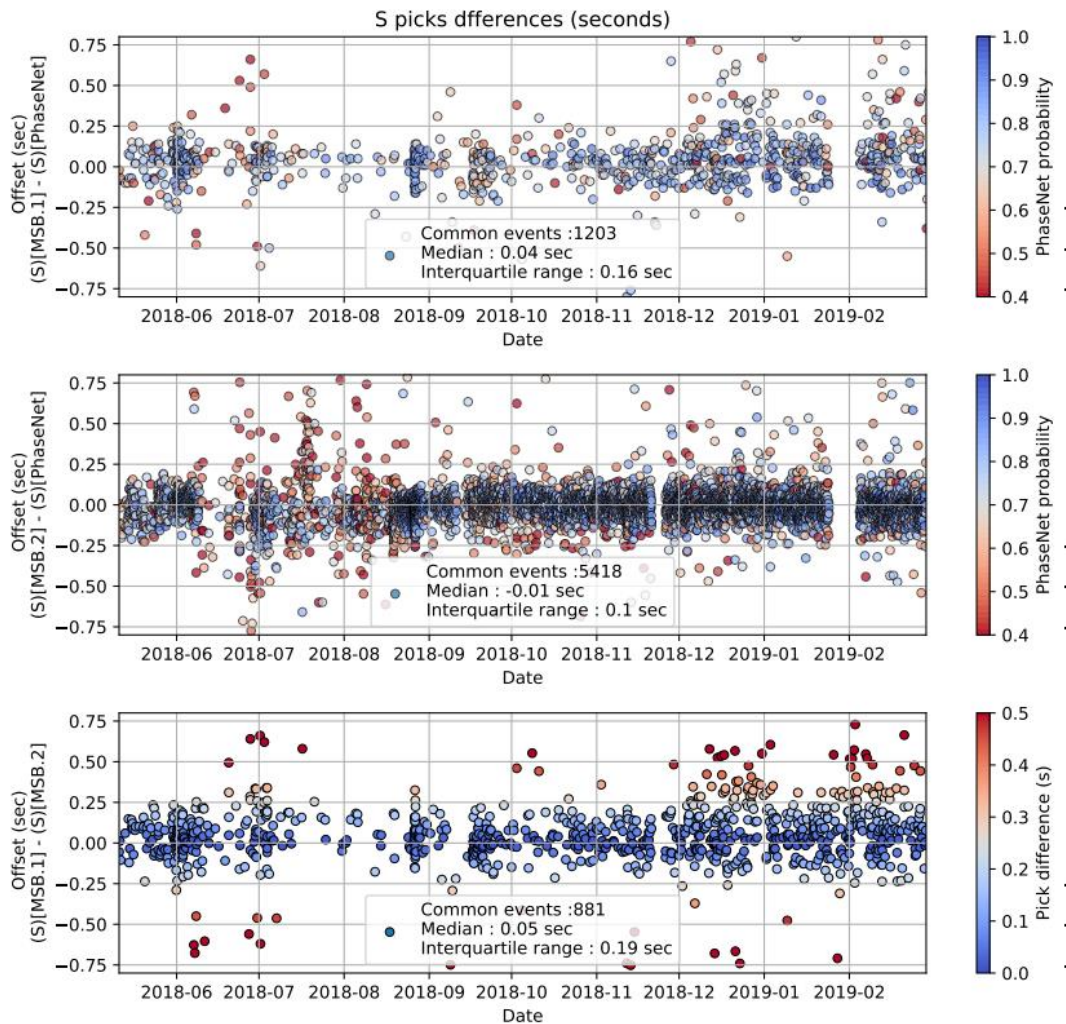 S picks dfferences (seconds)
Offset (sec)
(S)[MSB.1] - (S)[PhaseNet]
0.75
0.50
0.25
0.00
−0.25
−0.50
−0.75
Common events :1203
Median : 0.04 sec
Interquartile range : 0.16 sec
2018-06 2018-07 2018-08 2018-09 2018-10 2018-11 2018-12 2019-01 2019-02
Date
1.0
0.9
0.8
0.7
0.6
0.5
0.4
PhaseNet probability
Offset (sec)
(S)[MSB.2] - (S)[PhaseNet]
0.75
0.50
0.25
0.00
−0.25
−0.50
−0.75
Common events :5418
Median : -0.01 sec
Interquartile range : 0.1 sec
2018-06 2018-07 2018-08 2018-09 2018-10 2018-11 2018-12 2019-01 2019-02
Date
1.0
0.9
0.8
0.7
0.6
0.5
0.4
PhaseNet probability
Offset (sec)
(S)[MSB.1] - (S)[MSB.2]
0.75
0.50
0.25
0.00
−0.25
−0.50
−0.75
Common events :881
Median : 0.05 sec
Interquartile range : 0.19 sec
2018-06 2018-07 2018-08 2018-09 2018-10 2018-11 2018-12 2019-01 2019-02
Date
0.5
0.4
0.3
0.2
0.1
0.0
Pick difference (s)